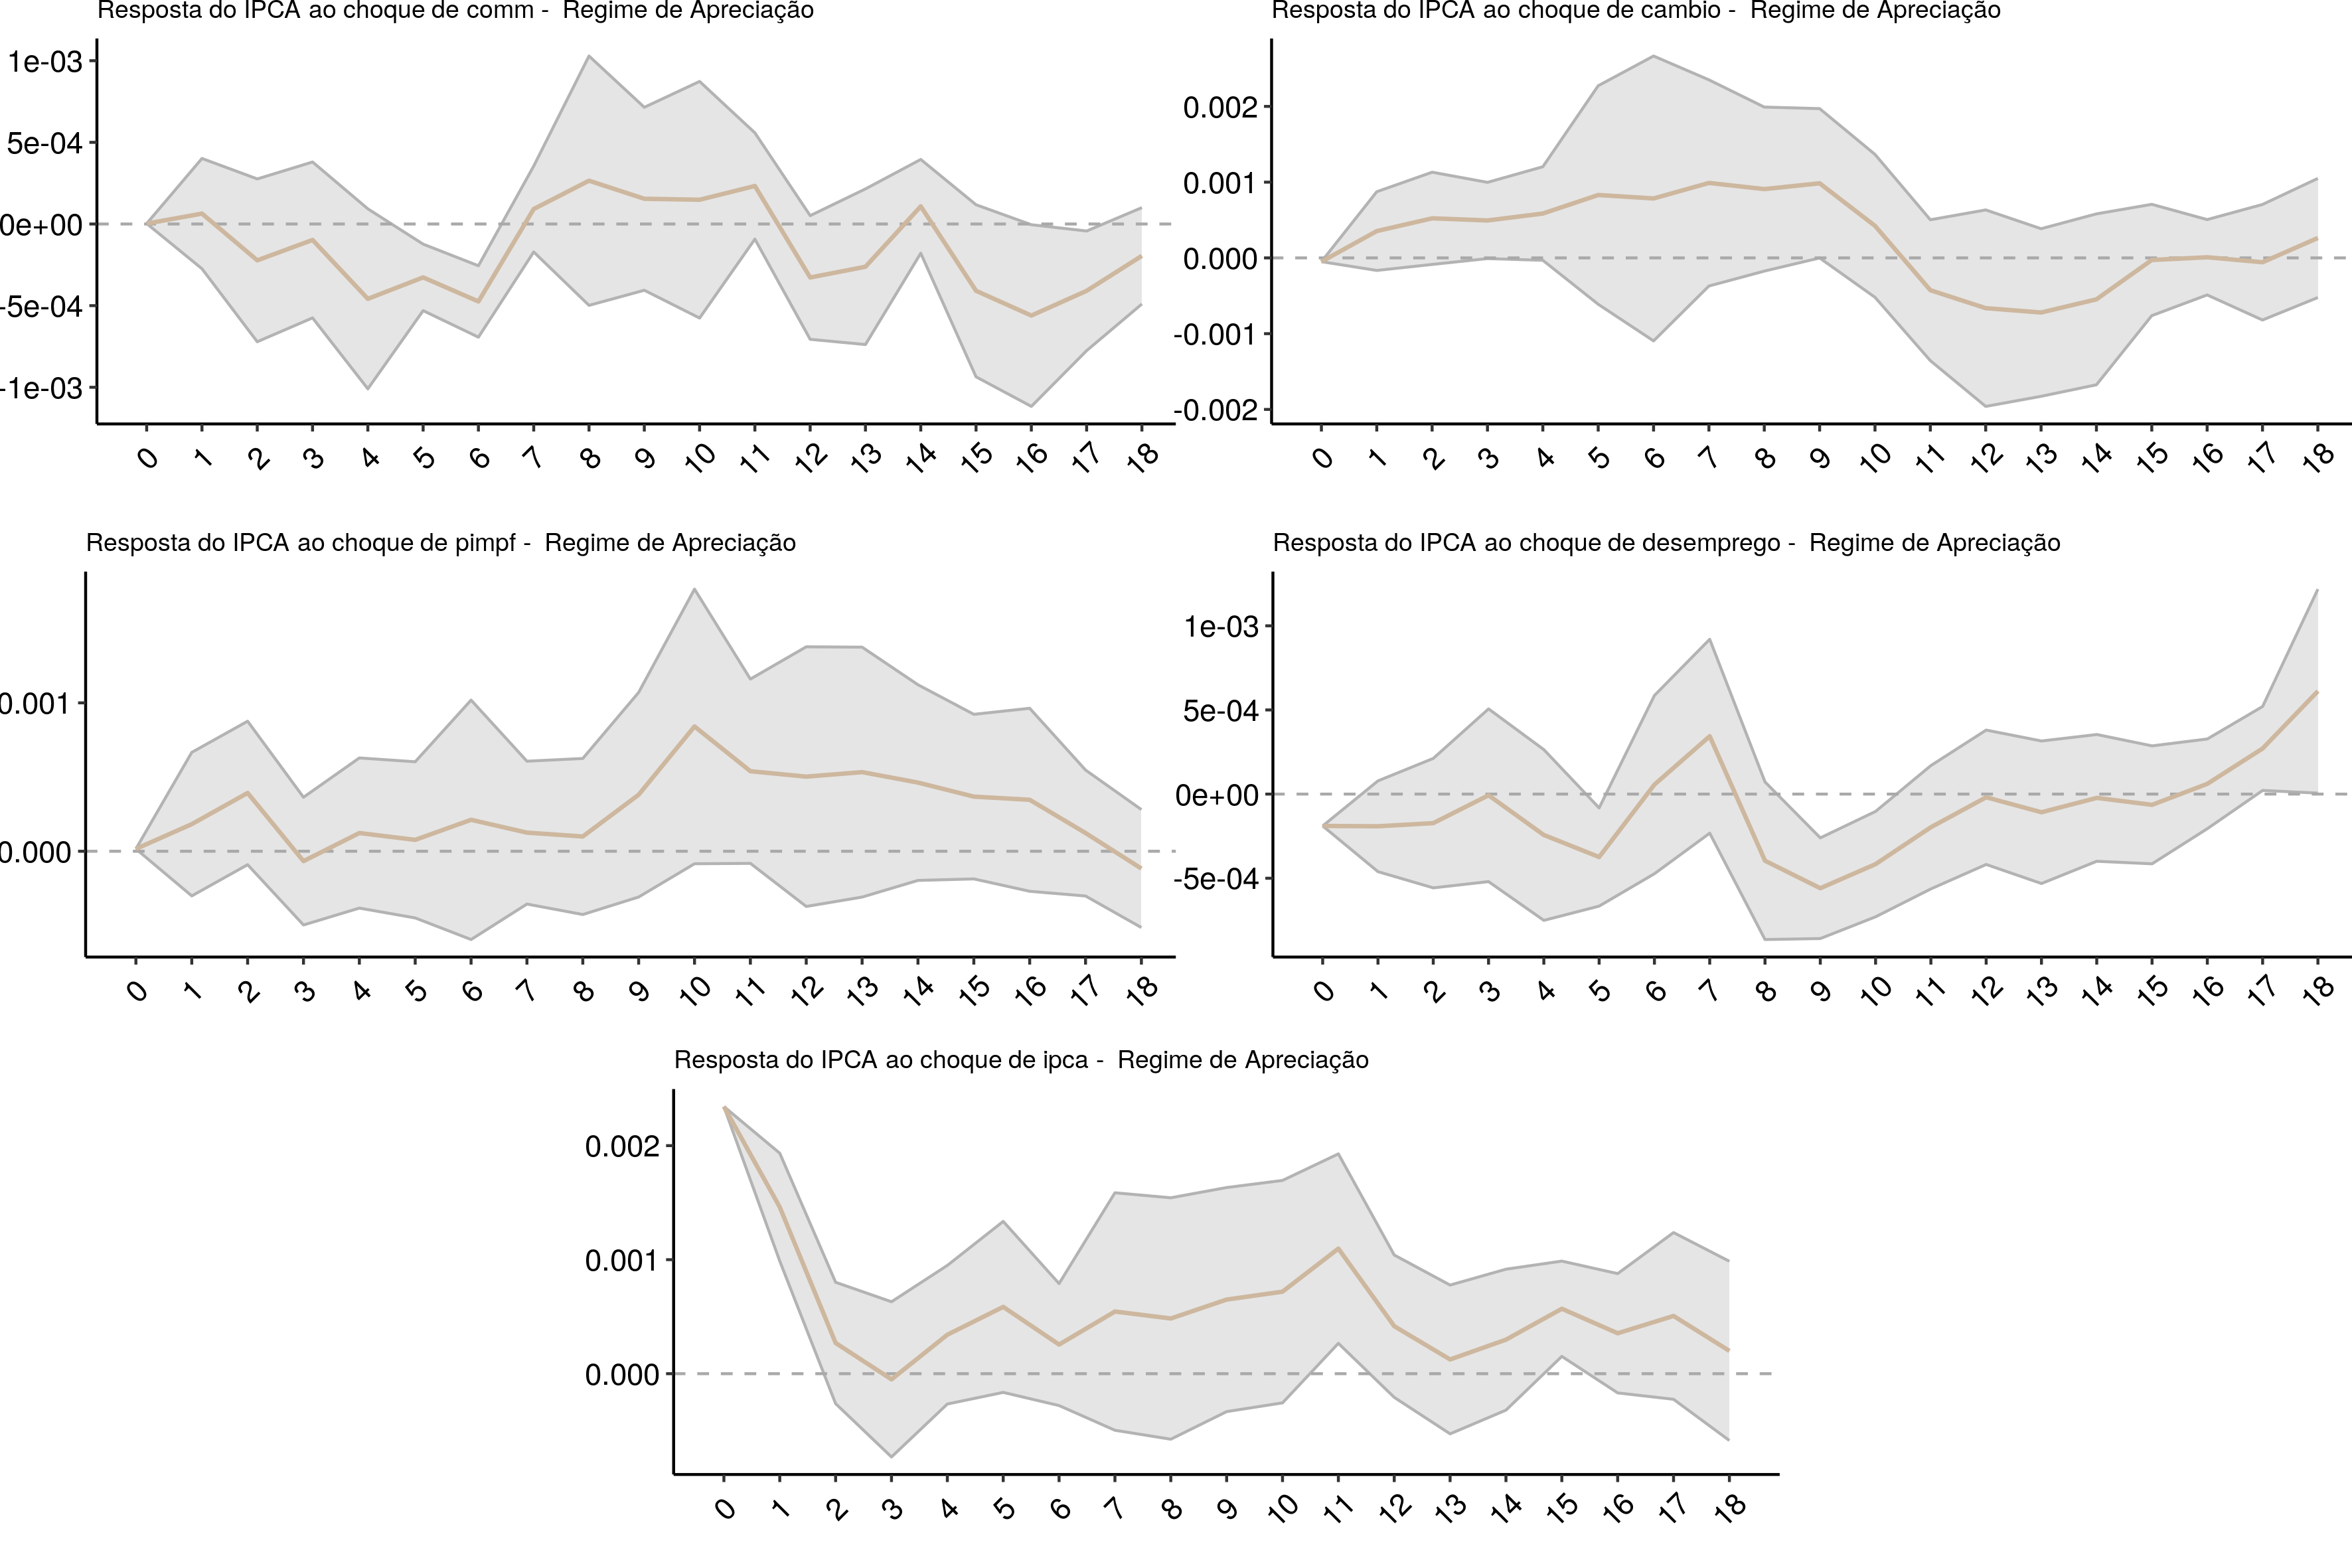 Resposta do IPCA ao choque de comm - Regime de Apreciação
1e-03
5e-04
0e+00
-5e-04
-1e-03
0 1 2 3 4 5 6 7 8 9 10 11 12 13 14 15 16 17 18
Resposta do IPCA ao choque de cambio - Regime de Apreciação
0.002
0.001
0.000
-0.001
-0.002
0 1 2 3 4 5 6 7 8 9 10 11 12 13 14 15 16 17 18
Resposta do IPCA ao choque de pimpf - Regime de Apreciação
0.001
0.000
0 1 2 3 4 5 6 7 8 9 10 11 12 13 14 15 16 17 18
Resposta do IPCA ao choque de desemprego - Regime de Apreciação
1e-03
5e-04
0e+00
-5e-04
0 1 2 3 4 5 6 7 8 9 10 11 12 13 14 15 16 17 18
Resposta do IPCA ao choque de ipca - Regime de Apreciação
0.002
0.001
0.000
0 1 2 3 4 5 6 7 8 9 10 11 12 13 14 15 16 17 18